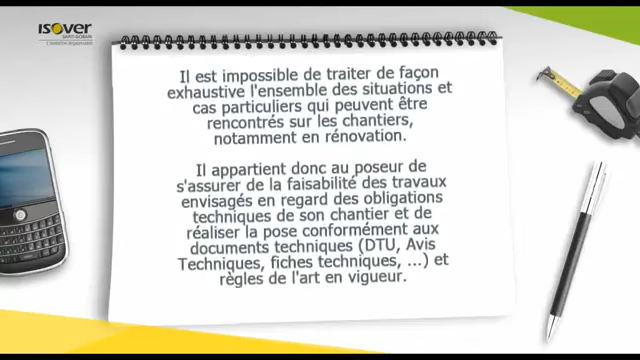 isover
SAINT-GOBAIN
Il est impossible de traiter de façon
exhaustive l'ensemble des situations et
cas particuliers qui peuvent être
rencontrés sur les chantiers,
notamment en rénovation.
Il appartient donc au poseur de
s'assurer de la faisabilité des travaux
envisagés en regard des obligations
techniques de son chantier et de
réaliser la pose conformément aux
documents techniques (DTU, Avis
Techniques, fiches techniques, ...) et
règles de l'art en vigueur.